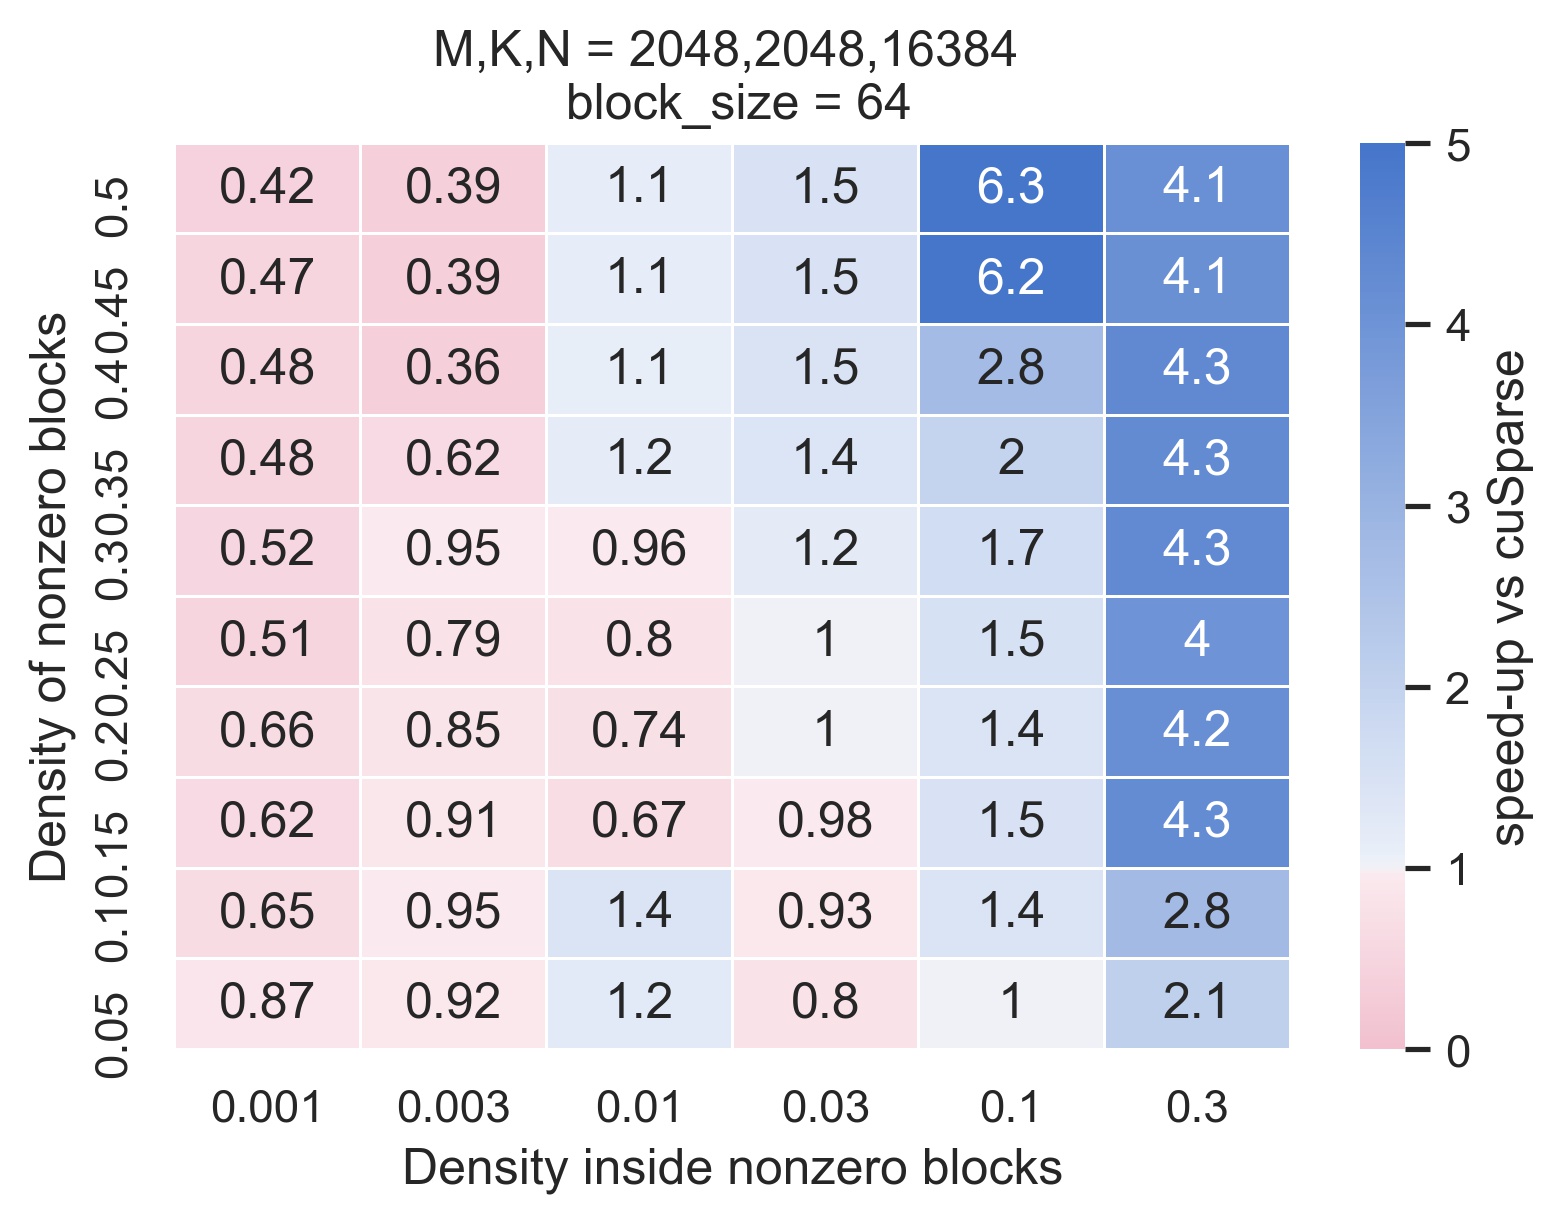 M,K,N = 2048,2048,16384
block_size = 64
Density of nonzero blocks
0.5 0.42 0.39 1.1 1.5 6.3 4.1
0.45 0.47 0.39 1.1 1.5 6.2 4.1
0.4 0.48 0.36 1.1 1.5 2.8 4.3
0.35 0.48 0.62 1.2 1.4 2 4.3
0.3 0.52 0.95 0.96 1.2 1.7 4.3
0.25 0.51 0.79 0.8 1 1.5 4
0.2 0.66 0.85 0.74 1 1.4 4.2
0.15 0.62 0.91 0.67 0.98 1.5 4.3
0.1 0.65 0.95 1.4 0.93 1.4 2.8
0.05 0.87 0.92 1.2 0.8 1 2.1
0.001 0.003 0.01 0.03 0.1 0.3
Density inside nonzero blocks
5
4
3
2
1
0
speed-up vs cuSparse